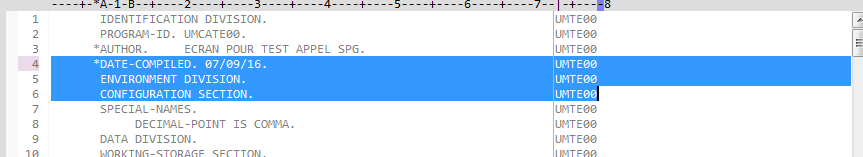 ----+-*A-1-B--+----2----+----3----+----4----+----5----+----6----+----7--|-+----8
1 IDENTIFICATION DIVISION. UMTE00
2 PROGRAM-ID. UMCATE00. UMTE00
3 *AUTHOR. ECRAN POUR TEST APPEL SPG. UMTE00
4 *DATE-COMPILED. 07/09/16. UMTE00
5 ENVIRONMENT DIVISION. UMTE00
6 CONFIGURATION SECTION. UMTE00
7 SPECIAL-NAMES. UMTE00
8 DECIMAL-POINT IS COMMA. UMTE00
9 DATA DIVISION. UMTE00
10 WORKING-STORAGE SECTION. UMTE00